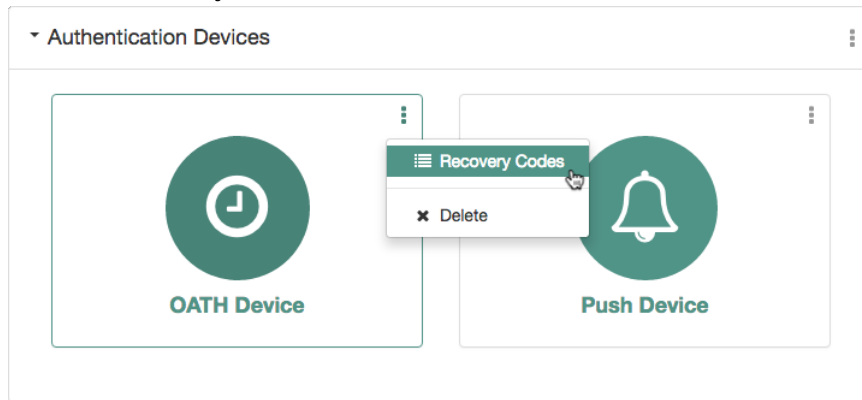 Authentication Devices
Recovery Codes
Delete
OATH Device
Push Device